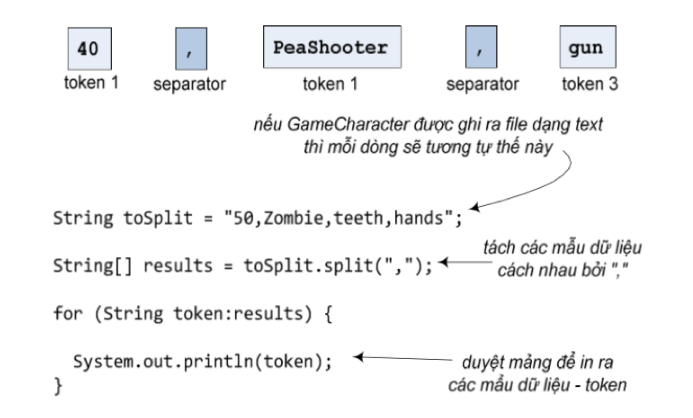 40 , PeaShooter , gun
token 1 separator token 1 separator token 3
nếu GameCharacter được ghi ra file dạng text
thì mỗi dòng sẽ tương tự thế này
String toSplit = "50,Zombie,teeth,hands";
tách các mẫu dữ liệu
String[] results = toSplit.split(",");
cách nhau bởi ","
for (String token:results) {
System.out.println(token);
duyệt mảng để in ra
}
các mẫu dữ liệu - token